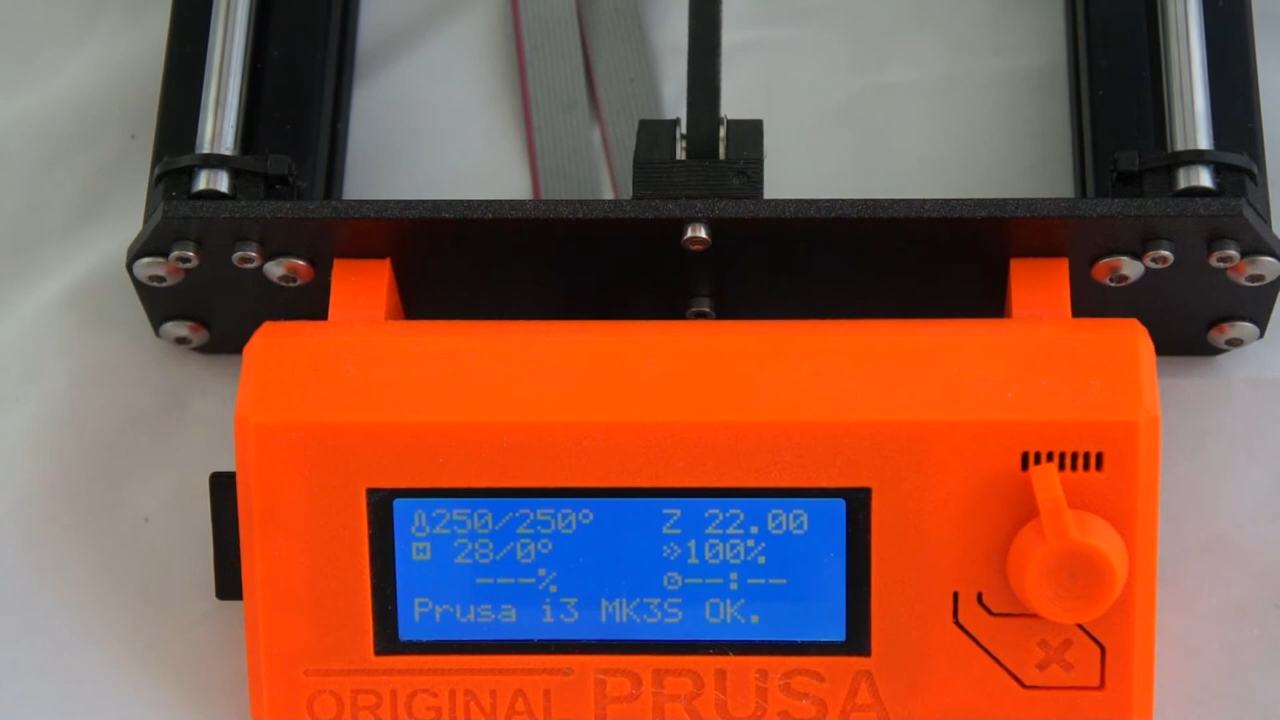 250/250° Z 22.00
28/0° 100%
---% --:--
Prusa i3 MK3S OK.
ORIGINAL PRUSA